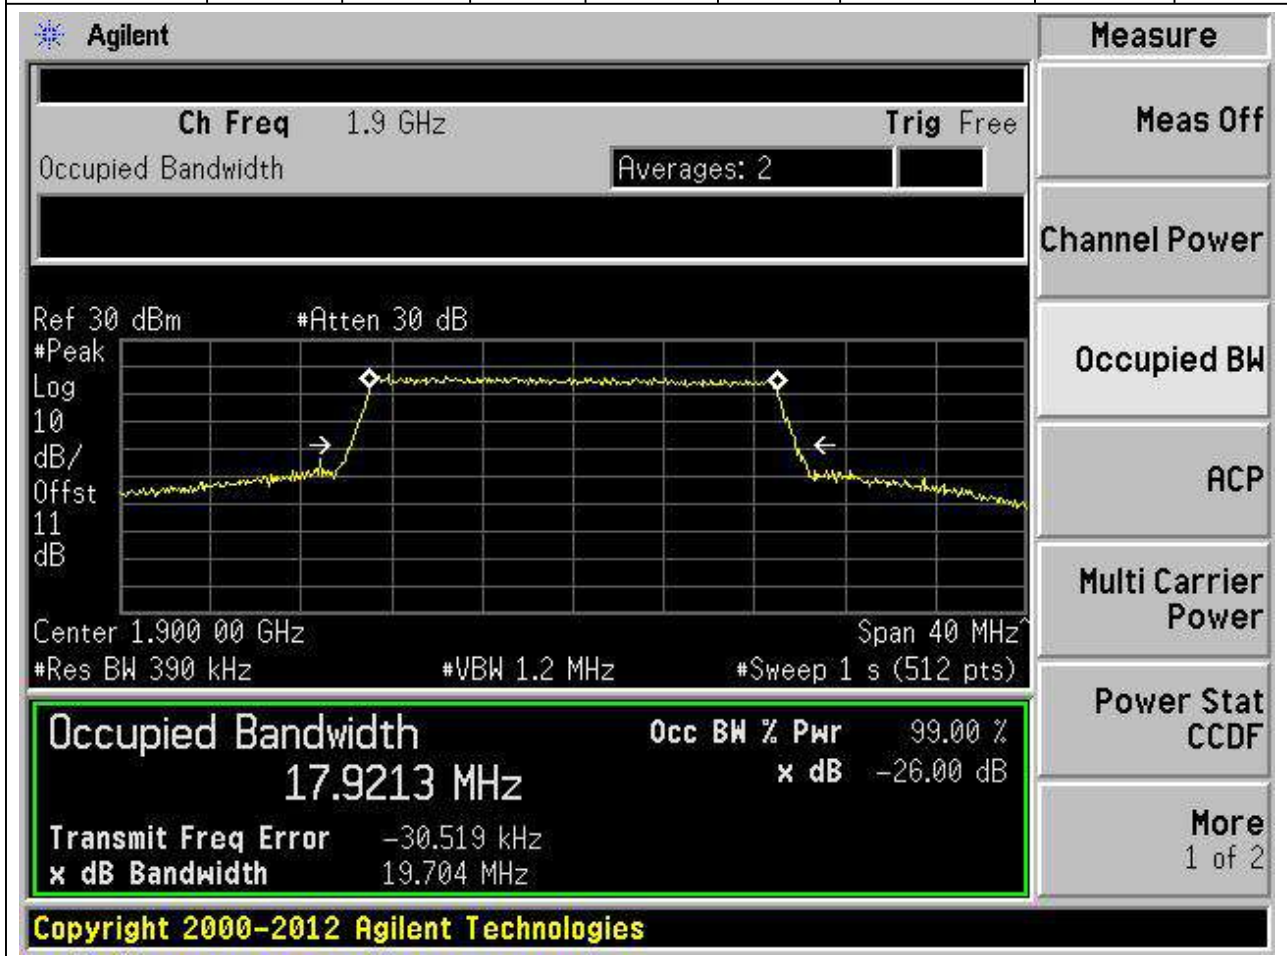 Agilent
Measure
Ch Freq 1.9 GHz Trig Free
Occupied Bandwidth Averages: 2
Meas Off
Channel Power
Occupied BW
ACP
Multi Carrier
Power
Power Stat
CCDF
More
1 of 2
Ref 30 dBm #Atten 30 dB
#Peak
Log
10
dB/
Offst
11
dB
Center 1.900 00 GHz Span 40 MHz^
#Res BW 390 kHz #VBW 1.2 MHz #Sweep 1 s (512 pts)
Occupied Bandwidth Occ BW % Pwr 99.00 %
17.9213 MHz x dB -26.00 dB
Transmit Freq Error -30.519 kHz
x dB Bandwidth 19.704 MHz
Copyright 2000-2012 Agilent Technologies